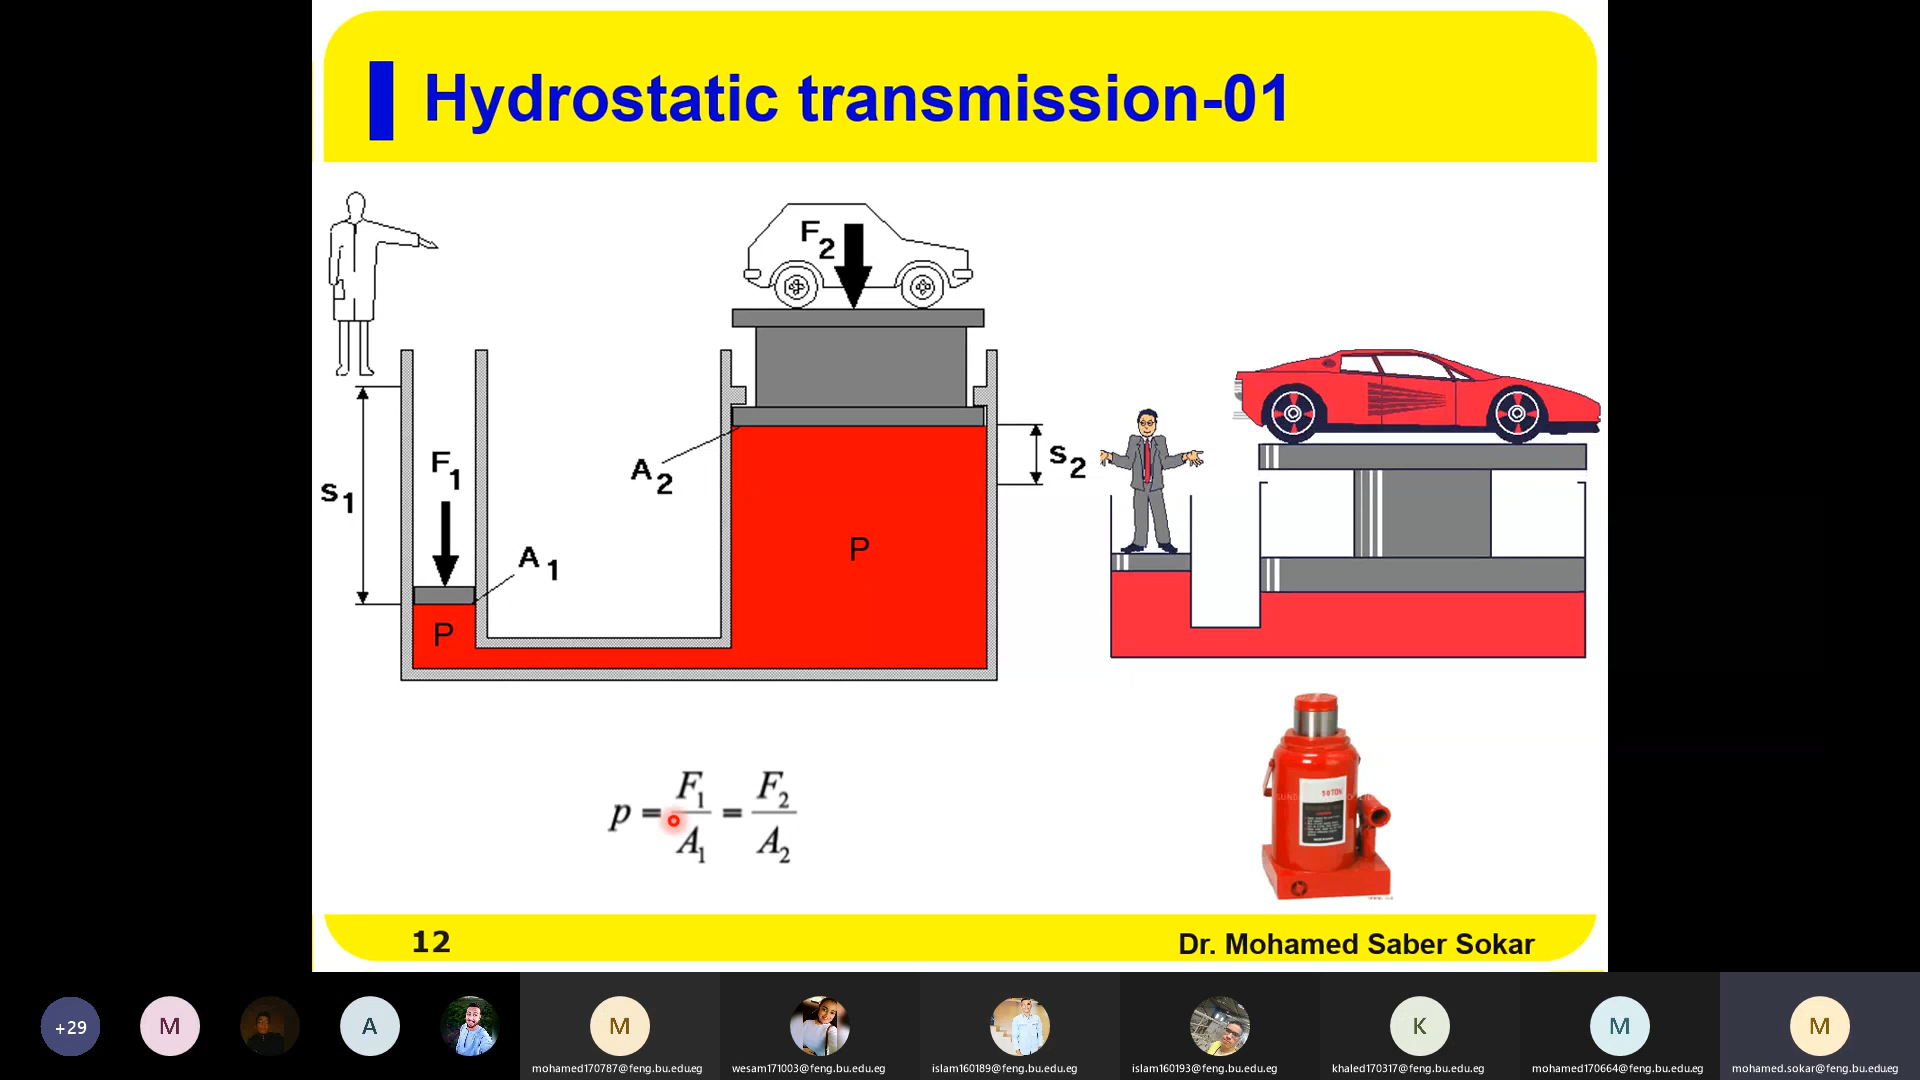 Hydrostatic transmission-01
F2
F1
s1
A2
s2
A1
P
P
p = F1/A1 = F2/A2
50 TON
12
Dr. Mohamed Saber Sokar
+29
M
A
M
K
M
M
mohamed170787@feng.bu.edu.eg
wesam171003@feng.bu.edu.eg
islam160189@feng.bu.edu.eg
islam160193@feng.bu.edu.eg
khaled170317@feng.bu.edu.eg
mohamed170664@feng.bu.edu.eg
mohamed.sokar@feng.bu.edu.eg